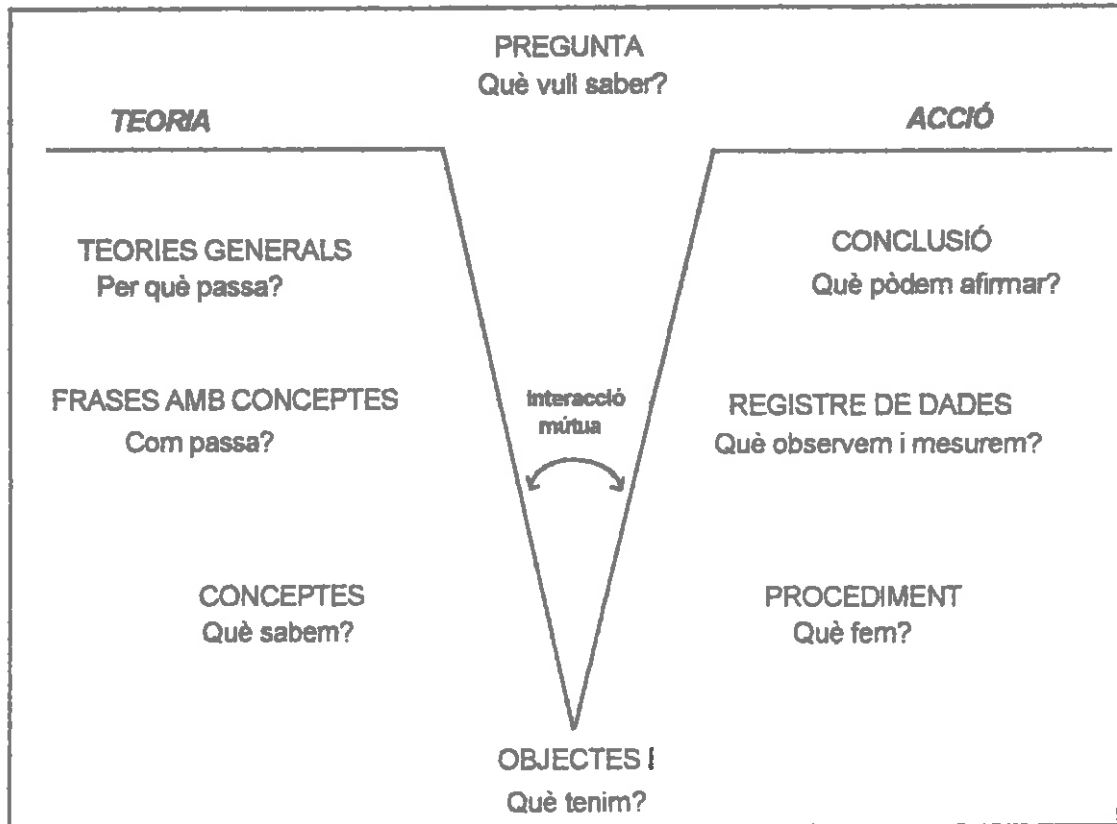 PREGUNTA
Què vull saber?
TEORIA
ACCIÓ
TEORIES GENERALS
Per què passa?
CONCLUSIÓ
Què pòdem afirmar?
FRASES AMB CONCEPTES
Com passa?
interacció
mútua
REGISTRE DE DADES
Què observem i mesurem?
CONCEPTES
Què sabem?
PROCEDIMENT
Què fem?
OBJECTES I
Què tenim?